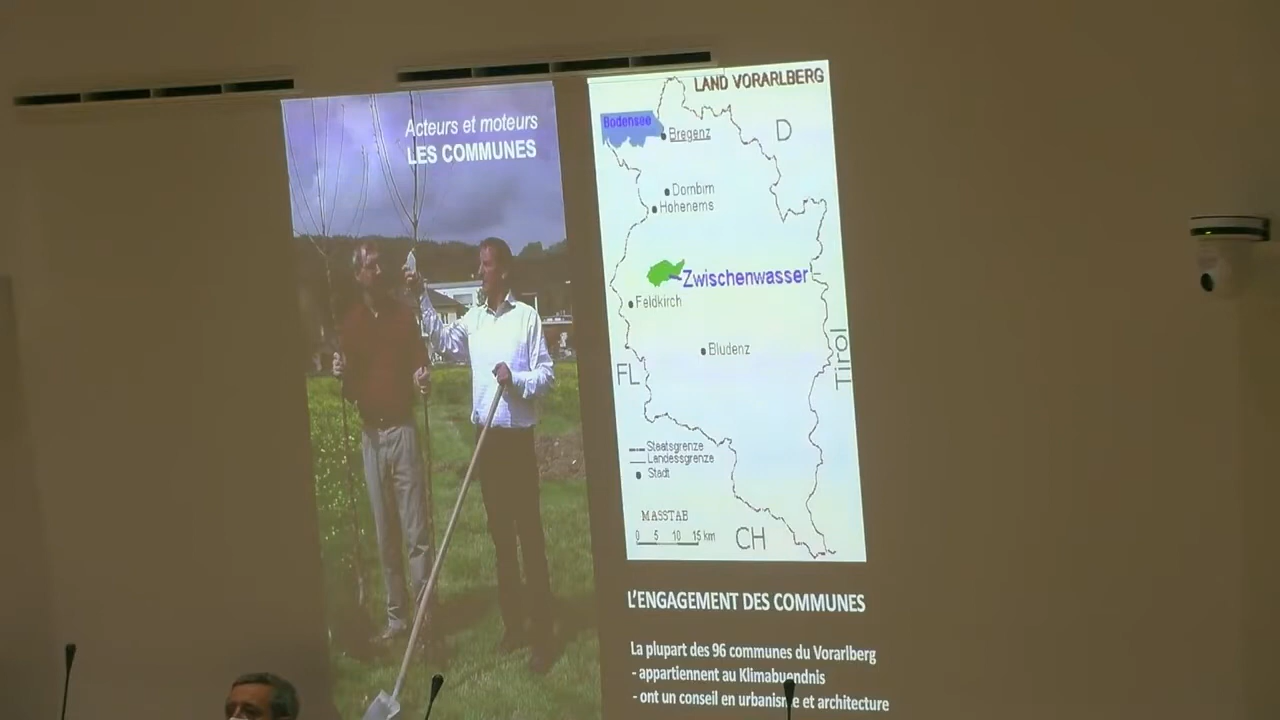 Acteurs et moteurs
LES COMMUNES
LAND VORARLBERG
Bodensee
Bregenz
D
Dornbirn
Hohenems
Zwischenwasser
Feldkirch
Bludenz
FL
Tirol
Staatsgrenze
Landessgrenze
Stadt
MASSTAB
0 5 10 15 km
CH
L'ENGAGEMENT DES COMMUNES
La plupart des 96 communes du Vorarlberg
- appartiennent au Klimabuendnis
- ont un conseil en urbanisme et architecture